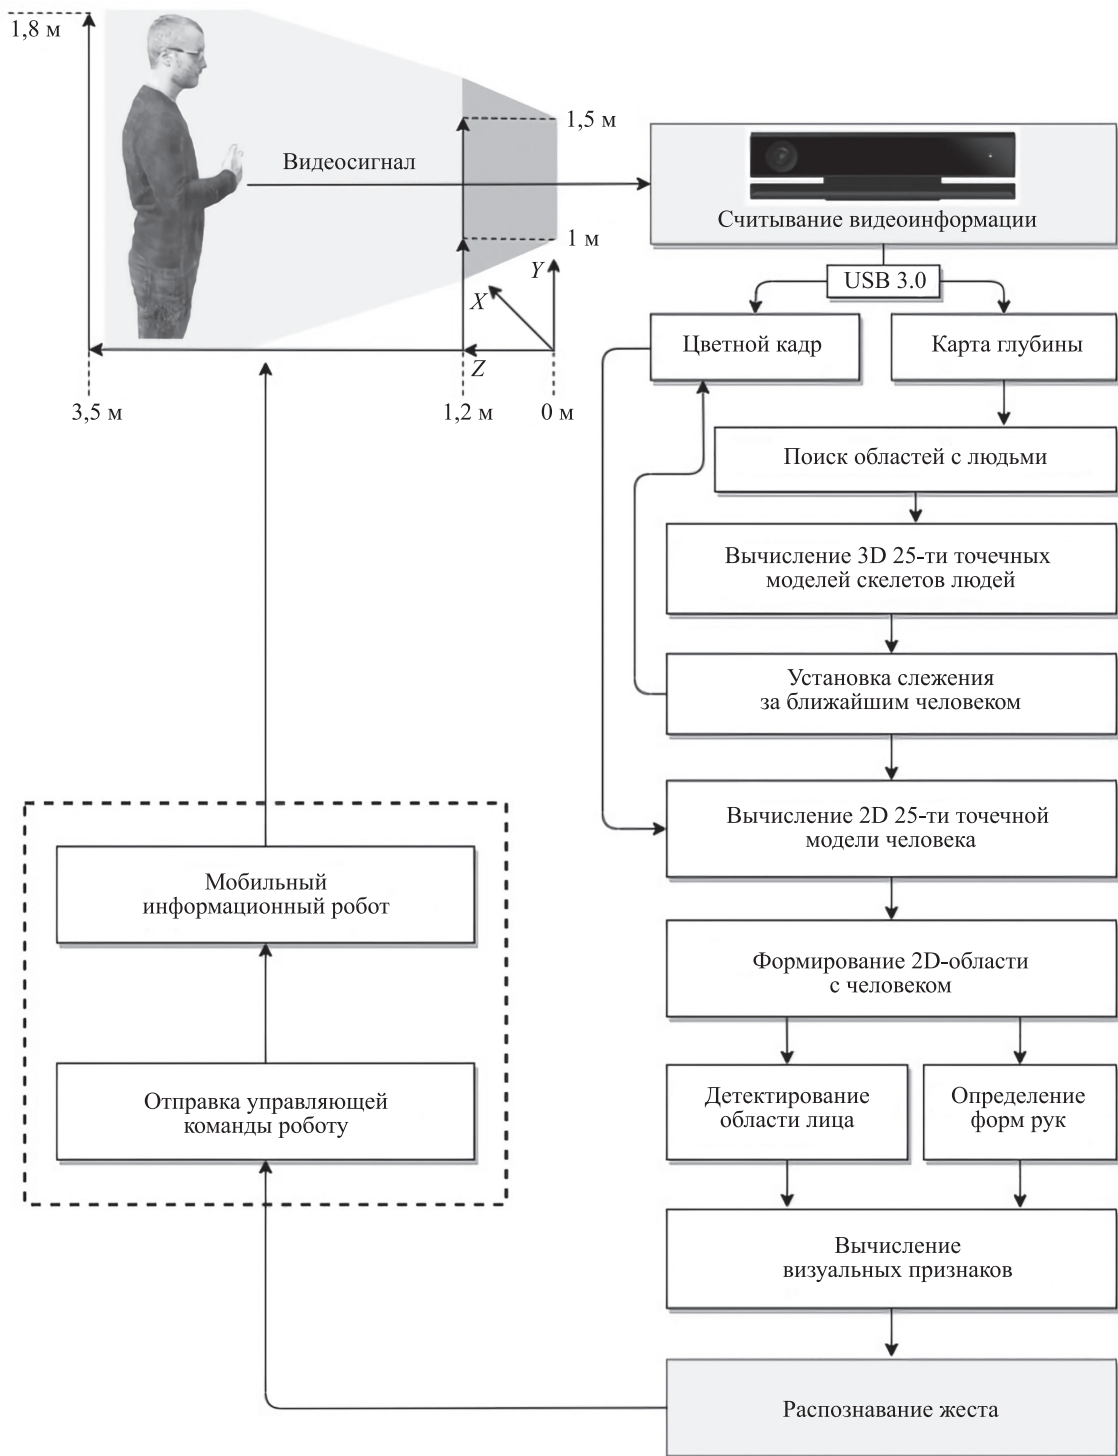 1,8 м
1,5 м
Видеосигнал
Считывание видеоинформации
1 м
Y
X
USB 3.0
Z
Цветной кадр
Карта глубины
3,5 м
1,2 м
0 м
Поиск областей с людьми
Вычисление 3D 25-ти точечных
моделей скелетов людей
Установка слежения
за ближайшим человеком
Вычисление 2D 25-ти точечной
модели человека
Мобильный
информационный робот
Формирование 2D-области
с человеком
Отправка управляющей
команды роботу
Детектирование
области лица
Определение
форм рук
Вычисление
визуальных признаков
Распознавание жеста